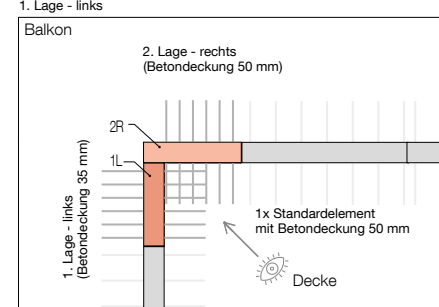 1. Lage - links
Balkon
2. Lage - rechts
(Betondeckung 50 mm)
2R
1L
1. Lage - links
(Betondeckung 35 mm)
1x Standardelement
mit Betondeckung 50 mm
Decke